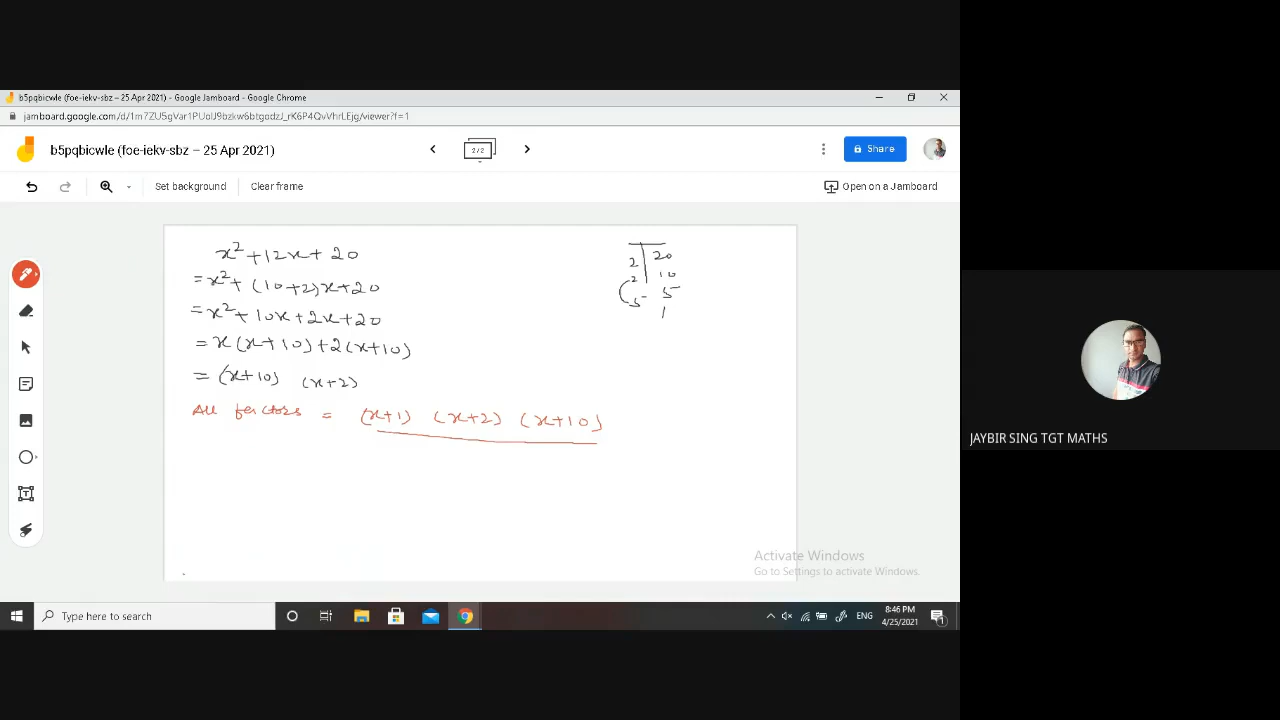 b5pqbicwle (foe-iekv-sbz – 25 Apr 2021) - Google Jamboard - Google Chrome
jamboard.google.com/d/1m7ZU5gVar1PUolJ9bzkw6btgodzJ_rK6P4QvVhrLEjg/viewer?f=1
b5pqbicwle (foe-iekv-sbz – 25 Apr 2021)
2/2
Share
Set background
Clear frame
Open on a Jamboard
x²+12x+20
=x²+(10+2)x+20
=x²+10x+2x+20
=x(x+10)+2(x+10)
=(x+10) (x+2)
All factors = (x+1) (x+2) (x+10)
2 20
2 10
5 5
1
JAYBIR SING TGT MATHS
Activate Windows
Go to Settings to activate Windows.
Type here to search
ENG
8:46 PM
4/25/2021
1